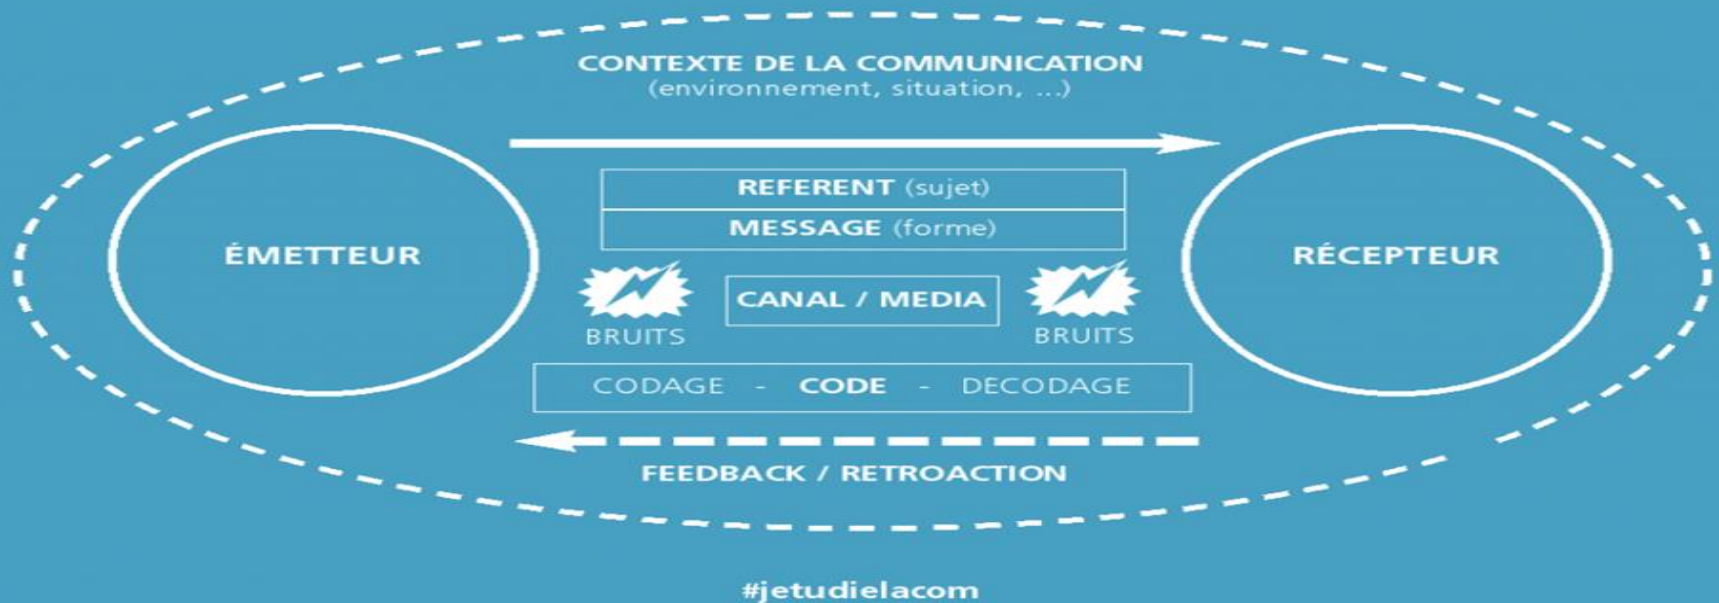 CONTEXTE DE LA COMMUNICATION
(environnement, situation, ...)
ÉMETTEUR
REFERENT (sujet)
MESSAGE (forme)
RÉCEPTEUR
BRUITS
CANAL / MEDIA
BRUITS
CODAGE - CODE - DECODAGE
FEEDBACK / RETROACTION
#jetudielacom